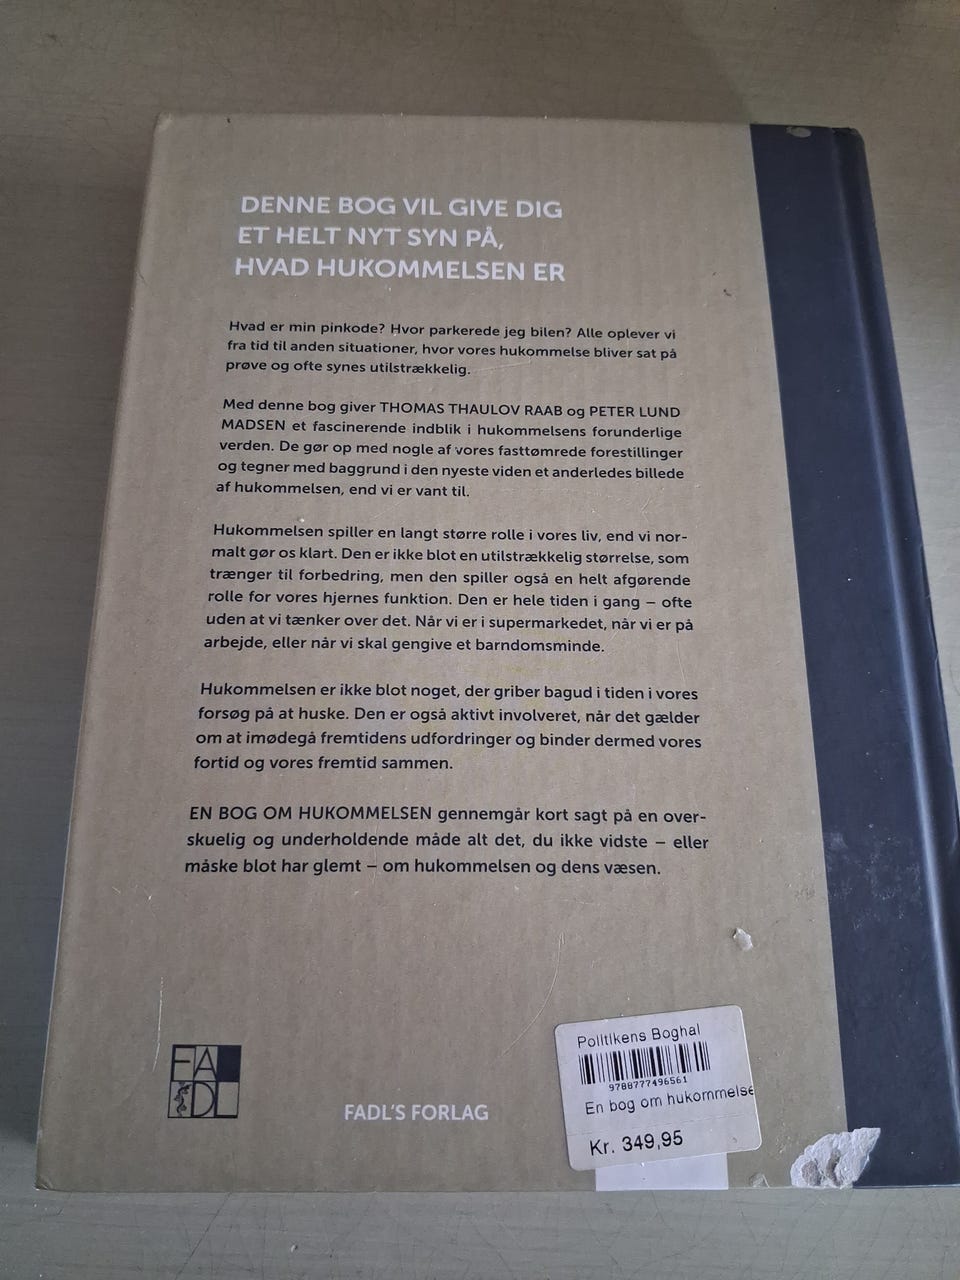 DENNE BOG VIL GIVE DIG
ET HELT NYT SYN PÅ,
HVAD HUKOMMELSEN ER
Hvad er min pinkode? Hvor parkerede jeg bilen? Alle oplever vi
fra tid til anden situationer, hvor vores hukommelse bliver sat på
prøve og ofte synes utilstrækkelig.
Med denne bog giver THOMAS THAULOV RAAB og PETER LUND
MADSEN et fascinerende indblik i hukommelsens forunderlige
verden. De gør op med nogle af vores fasttømrede forestillinger
og tegner med baggrund i den nyeste viden et anderledes billede
af hukommelsen, end vi er vant til.
Hukommelsen spiller en langt større rolle i vores liv, end vi nor-
malt gør os klart. Den er ikke blot en utilstrækkelig størrelse, som
trænger til forbedring, men den spiller også en helt afgørende
rolle for vores hjernes funktion. Den er hele tiden i gang – ofte
uden at vi tænker over det. Når vi er i supermarkedet, når vi er på
arbejde, eller når vi skal gengive et barndomsminde.
Hukommelsen er ikke blot noget, der griber bagud i tiden i vores
forsøg på at huske. Den er også aktivt involveret, når det gælder
om at imødegå fremtidens udfordringer og binder dermed vores
fortid og vores fremtid sammen.
EN BOG OM HUKOMMELSEN gennemgår kort sagt på en over-
skuelig og underholdende måde alt det, du ikke vidste – eller
måske blot har glemt – om hukommelsen og dens væsen.
FA
DL
FADL'S FORLAG
Politikens Boghal
9788777496561
En bog om hukommelse
Kr. 349,95